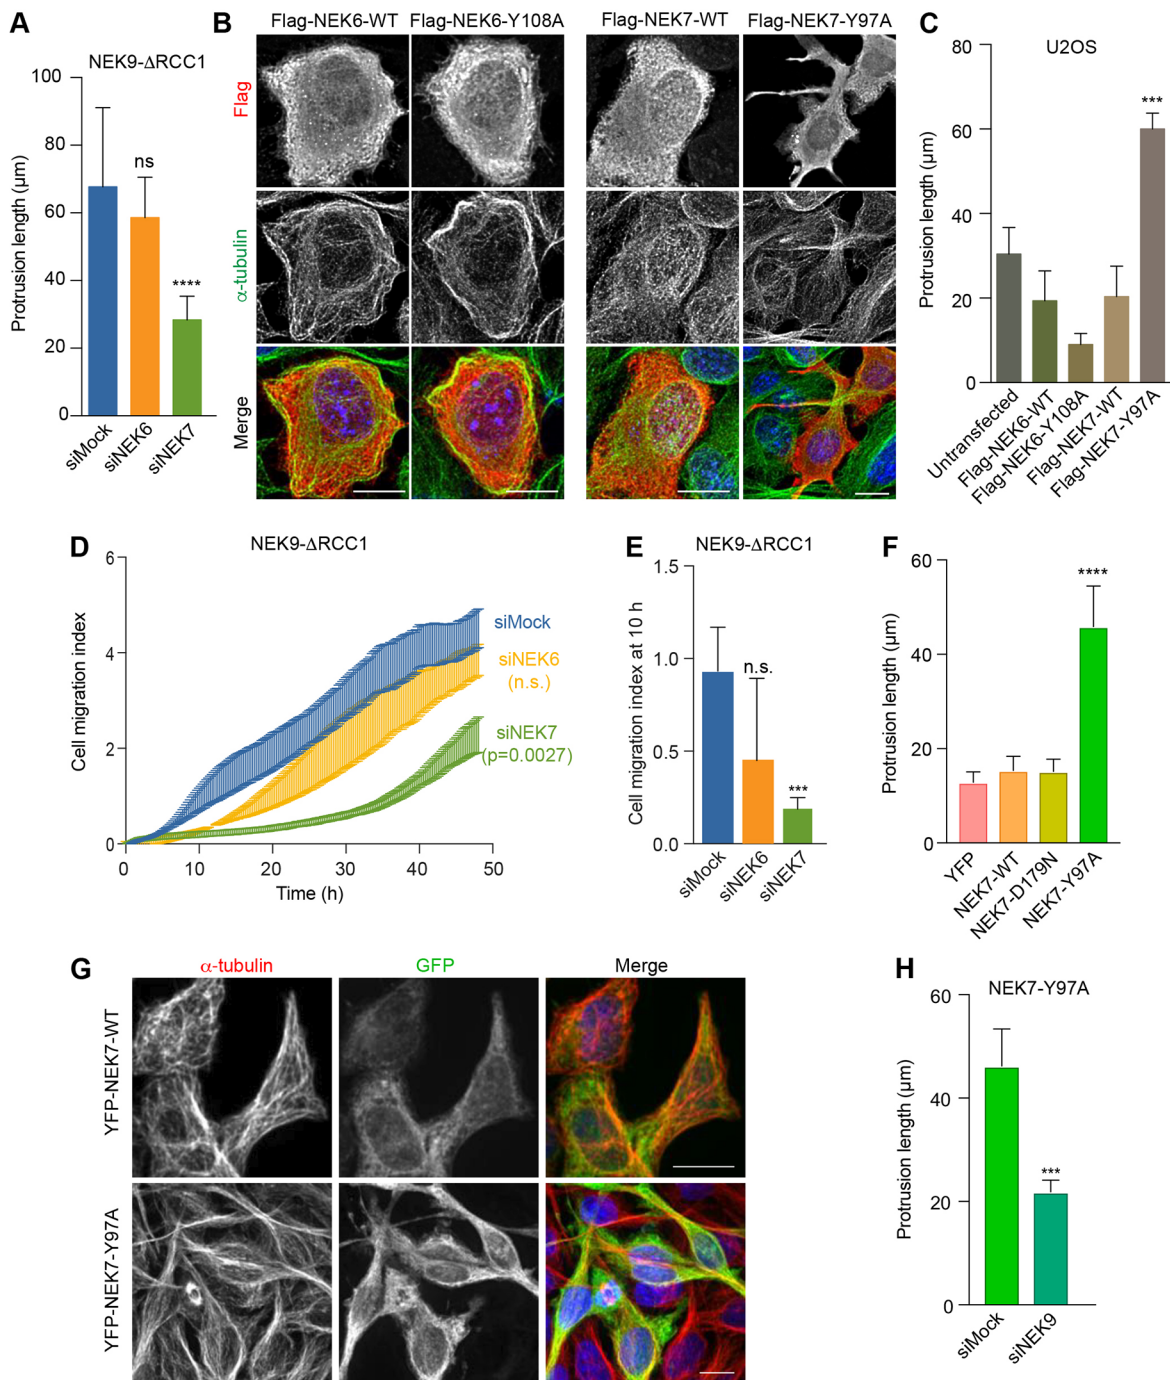 A
NEK9-ΔRCC1
Protrusion length (µm)
100
80
60
40
20
0
ns
****
siMock
siNEK6
siNEK7
B
Flag-NEK6-WT
Flag-NEK6-Y108A
Flag-NEK7-WT
Flag-NEK7-Y97A
Flag
α-tubulin
Merge
C
U2OS
Protrusion length (µm)
80
60
40
20
0
***
Untransfected
Flag-NEK6-WT
Flag-NEK6-Y108A
Flag-NEK7-WT
Flag-NEK7-Y97A
D
NEK9-ΔRCC1
Cell migration index
6
4
2
0
0
10
20
30
40
50
Time (h)
siMock
siNEK6
(n.s.)
siNEK7
(p=0.0027)
E
NEK9-ΔRCC1
Cell migration index at 10 h
1.5
1.0
0.5
0.0
n.s.
***
siMock
siNEK6
siNEK7
F
Protrusion length (µm)
60
40
20
0
****
YFP
NEK7-WT
NEK7-D179N
NEK7-Y97A
G
α-tubulin
GFP
Merge
YFP-NEK7-WT
YFP-NEK7-Y97A
H
NEK7-Y97A
Protrusion length (µm)
60
40
20
0
***
siMock
siNEK9